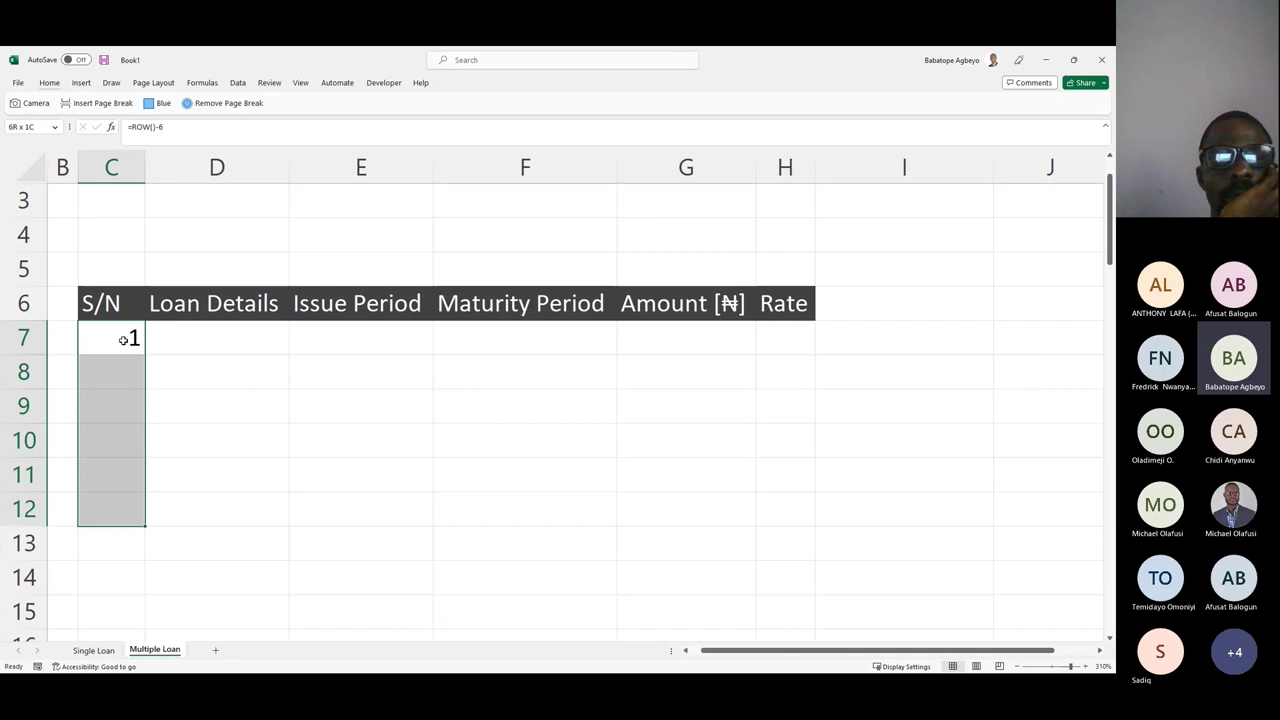 AutoSave Off Book1 Search Babatope Agbeyo
File Home Insert Draw Page Layout Formulas Data Review View Automate Developer Help Comments Share
Camera Insert Page Break Blue Remove Page Break
6R x 1C fx =ROW()-6
B C D E F G H I J
3
4
5
6 S/N Loan Details Issue Period Maturity Period Amount [₦] Rate
7 1
8
9
10
11
12
13
14
15
Single Loan Multiple Loan
Ready Accessibility: Good to go Display Settings 310%
AL AB
ANTHONY LAFA (... Afusat Balogun
FN BA
Fredrick Nwanya... Babatope Agbeyo
OO CA
Oladimeji O. Chidi Anyanwu
MO
Michael Olafusi Michael Olafusi
TO AB
Temidayo Omoniyi Afusat Balogun
S +4
Sadiq